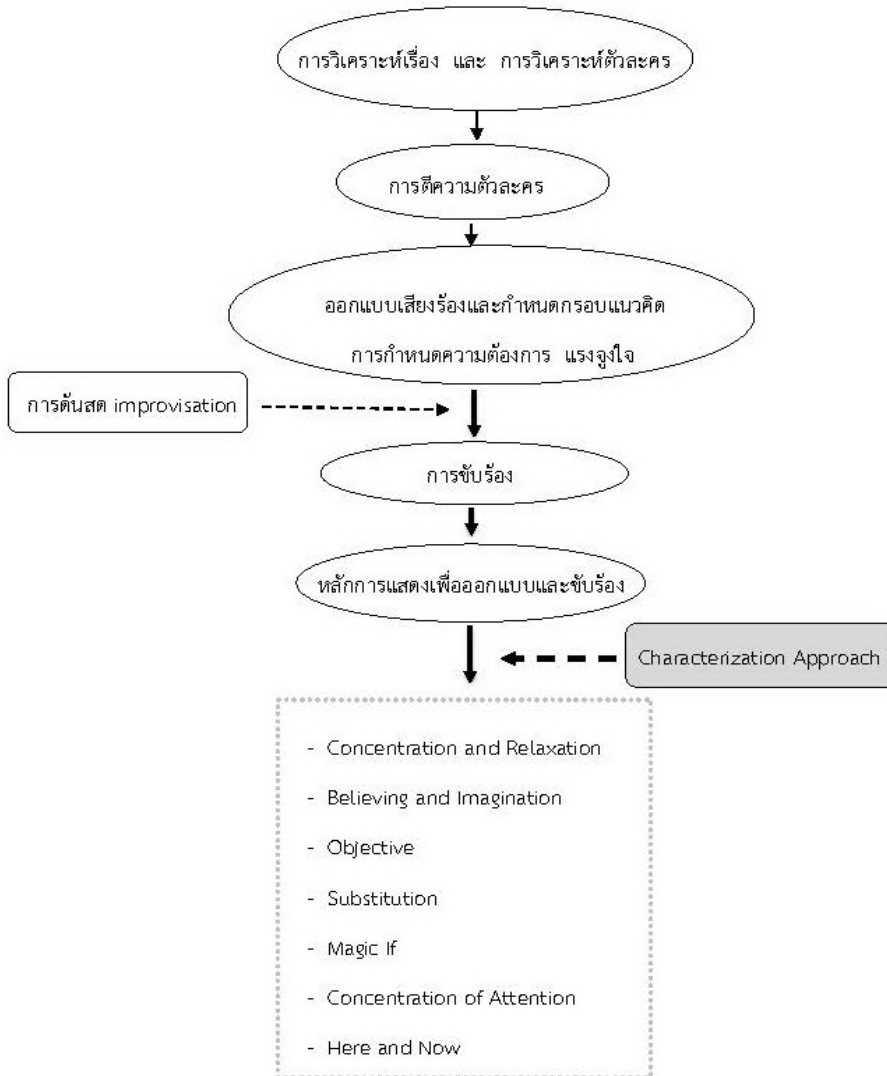 การวิเคราะห์เรื่อง และ การวิเคราะห์ตัวละคร
การตีความตัวละคร
ออกแบบเสียงร้องและกำหนดกรอบแนวคิด
การกำหนดความต้องการ แรงจูงใจ
การด้นสด improvisation
การขับร้อง
หลักการแสดงเพื่อออกแบบและขับร้อง
Characterization Approach
- Concentration and Relaxation
- Believing and Imagination
- Objective
- Substitution
- Magic If
- Concentration of Attention
- Here and Now